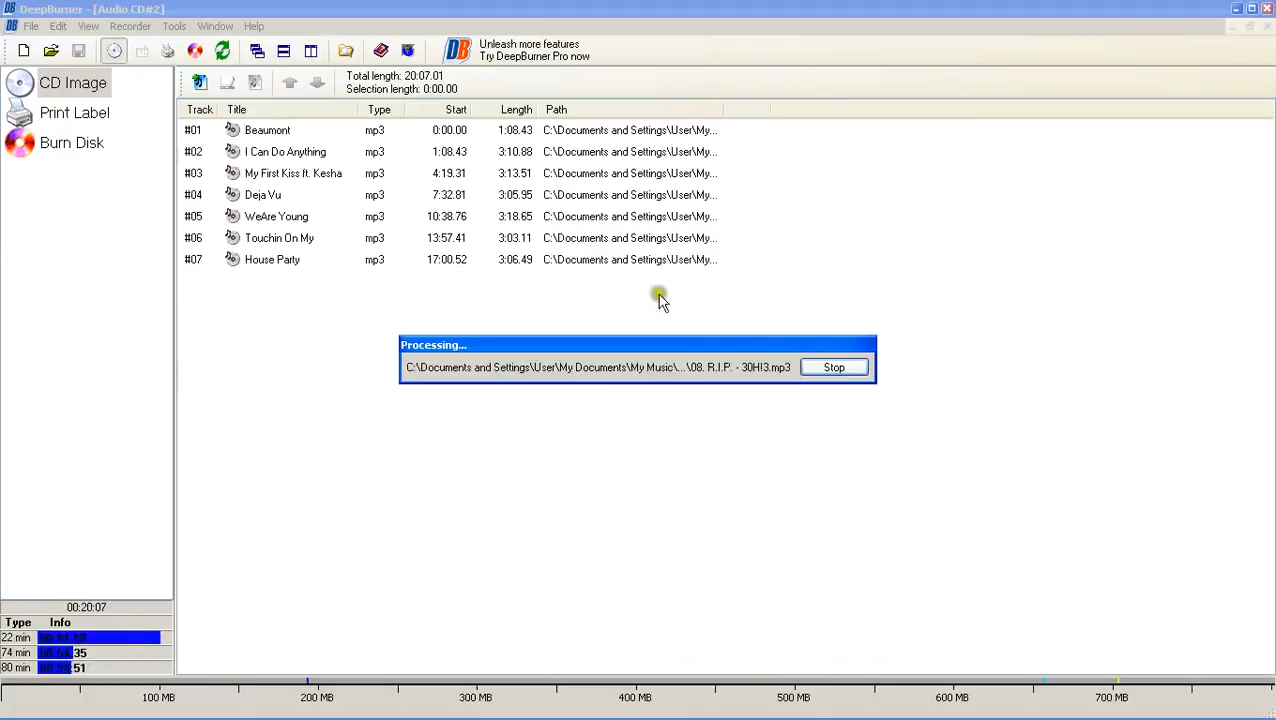 DeepBurner - [Audio CD#2]
File Edit View Recorder Tools Window Help
DB Unleash more features
Try DeepBurner Pro now
CD Image
Print Label
Burn Disk
Total length: 20:07.01
Selection length: 0:00.00
Track Title Type Start Length Path
#01 Beaumont mp3 0:00.00 1:08.43 C:\Documents and Settings\User\My...
#02 I Can Do Anything mp3 1:08.43 3:10.88 C:\Documents and Settings\User\My...
#03 My First Kiss ft. Kesha mp3 4:19.31 3:13.51 C:\Documents and Settings\User\My...
#04 Deja Vu mp3 7:32.81 3:05.95 C:\Documents and Settings\User\My...
#05 WeAre Young mp3 10:38.76 3:18.65 C:\Documents and Settings\User\My...
#06 Touchin On My mp3 13:57.41 3:03.11 C:\Documents and Settings\User\My...
#07 House Party mp3 17:00.52 3:06.49 C:\Documents and Settings\User\My...
Processing...
C:\Documents and Settings\User\My Documents\My Music\...\08. R.I.P. - 3OH!3.mp3 Stop
00:20:07
Type Info
22 min
74 min :35
80 min :51
100 MB 200 MB 300 MB 400 MB 500 MB 600 MB 700 MB